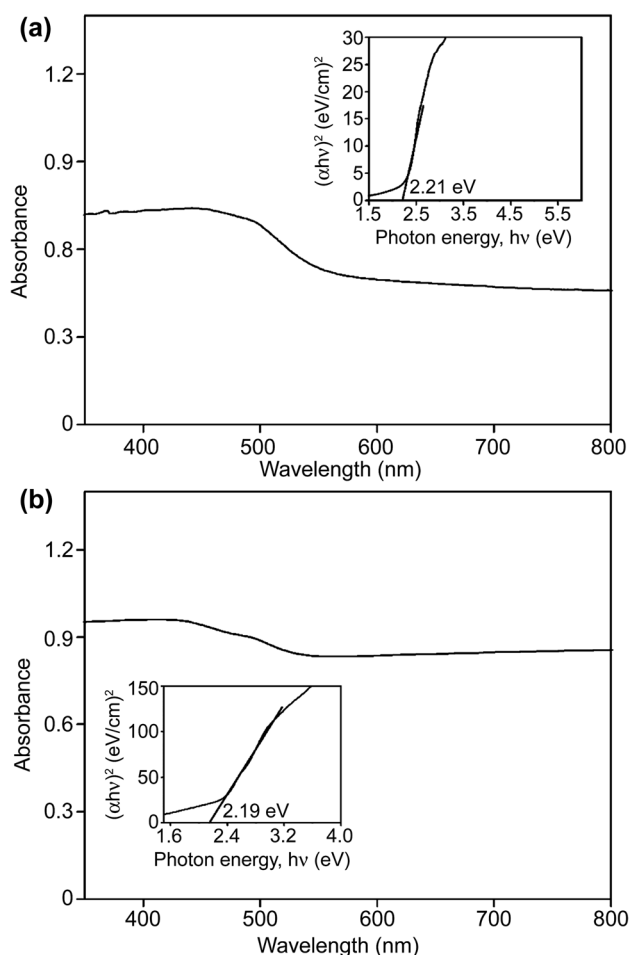 (a)
Absorbance
1.2
0.9
0.8
0.3
0
400 500 600 700 800
Wavelength (nm)
(αhν)² (eV/cm)²
30
25
20
15
10
5
0
2.21 eV
1.5 2.5 3.5 4.5 5.5
Photon energy, hν (eV)
(b)
Absorbance
1.2
0.9
0.6
0.3
0
400 500 600 700 800
Wavelength (nm)
(αhν)² (eV/cm)²
150
100
50
0
2.19 eV
1.6 2.4 3.2 4.0
Photon energy, hν (eV)